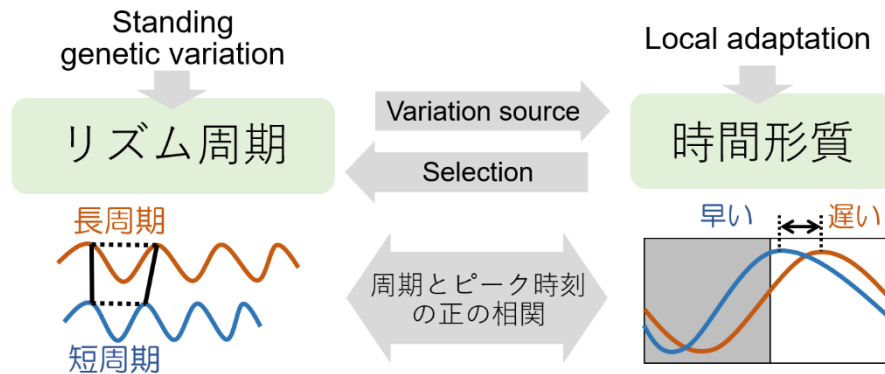 Standing
genetic variation
Local adaptation
リズム周期
Variation source
Selection
時間形質
長周期
短周期
周期とピーク時刻
の正の相関
早い
遅い